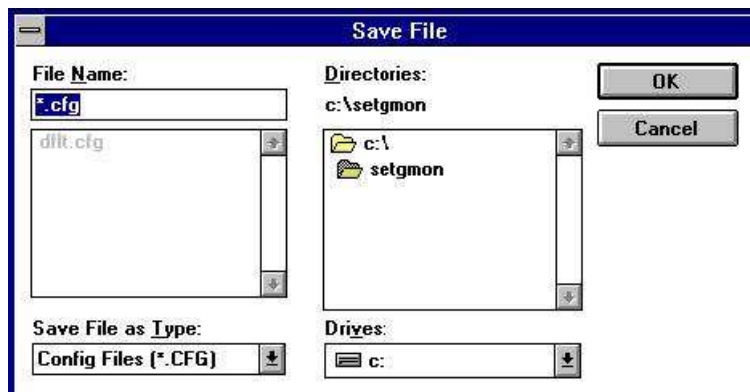 Save File
File Name:
*.cfg
dflt.cfg
Save File as Type:
Config Files (*.CFG)
Directories:
c:\setgmon
c:\
setgmon
Drives:
c:
OK
Cancel